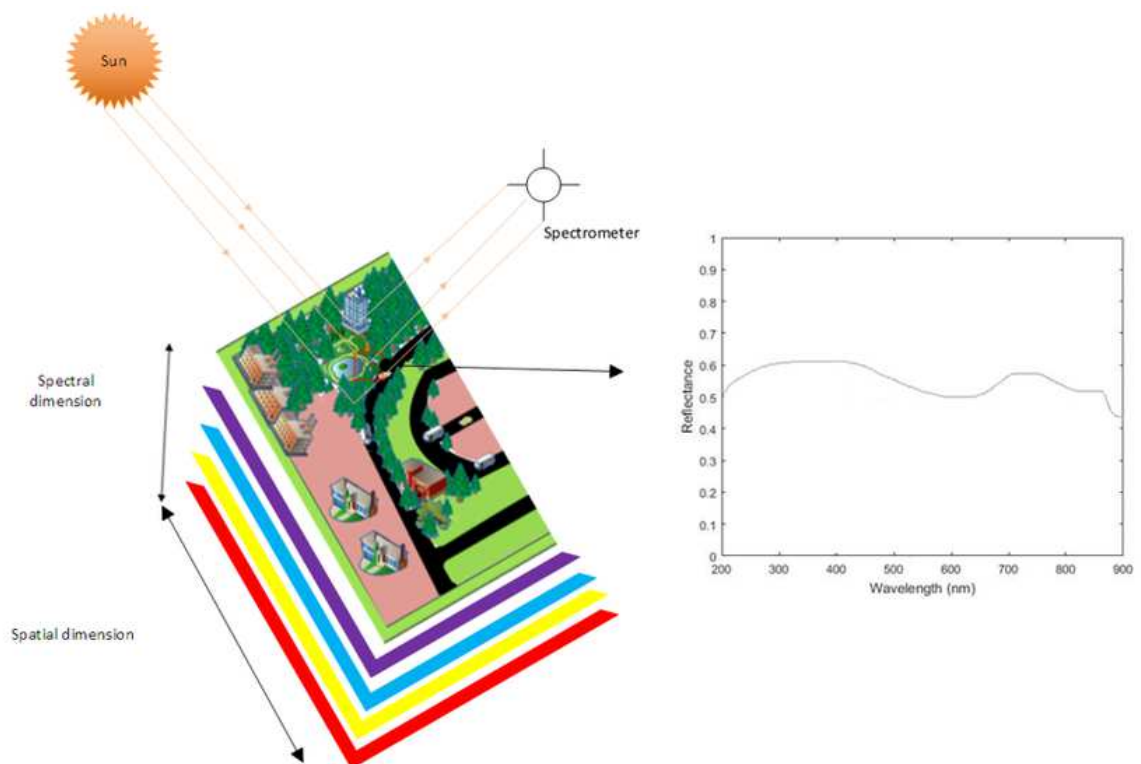 Sun
Spectrometer
Spectral
dimension
Spatial dimension
1
0.9
0.8
0.7
0.6
0.5
0.4
0.3
0.2
0.1
0
Reflectance
200 300 400 500 600 700 800 900
Wavelength (nm)